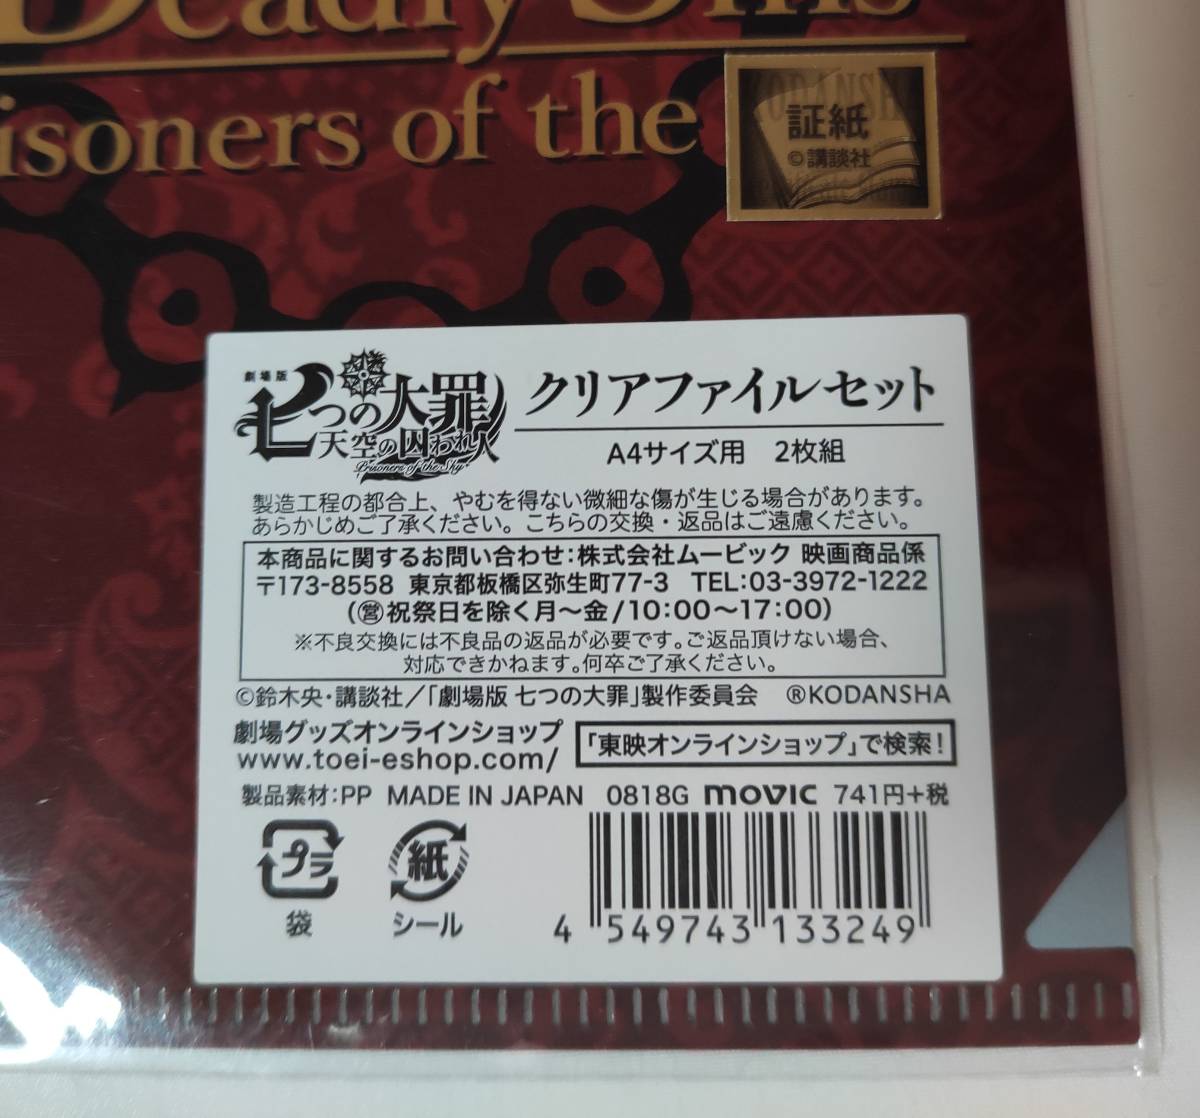 Deadly Sins
isoners of the
KODANSHA
証紙
©講談社
劇場版
七つの大罪
天空の囚われ人
Prisoners of the Sky
クリアファイルセット
A4サイズ用 2枚組
製造工程の都合上、やむを得ない微細な傷が生じる場合があります。
あらかじめご了承ください。こちらの交換・返品はご遠慮ください。
本商品に関するお問い合わせ:株式会社ムービック 映画商品係
〒173-8558 東京都板橋区弥生町77-3 TEL:03-3972-1222
(㊡祝祭日を除く月〜金/10:00〜17:00)
※不良交換には不良品の返品が必要です。ご返品頂けない場合、
対応できかねます。何卒ご了承ください。
©鈴木央・講談社/「劇場版 七つの大罪」製作委員会 ®KODANSHA
劇場グッズオンラインショップ
www.toei-eshop.com/
「東映オンラインショップ」で検索!
製品素材:PP MADE IN JAPAN 0818G movic 741円+税
プラ
袋
紙
シール
4 549743 133249